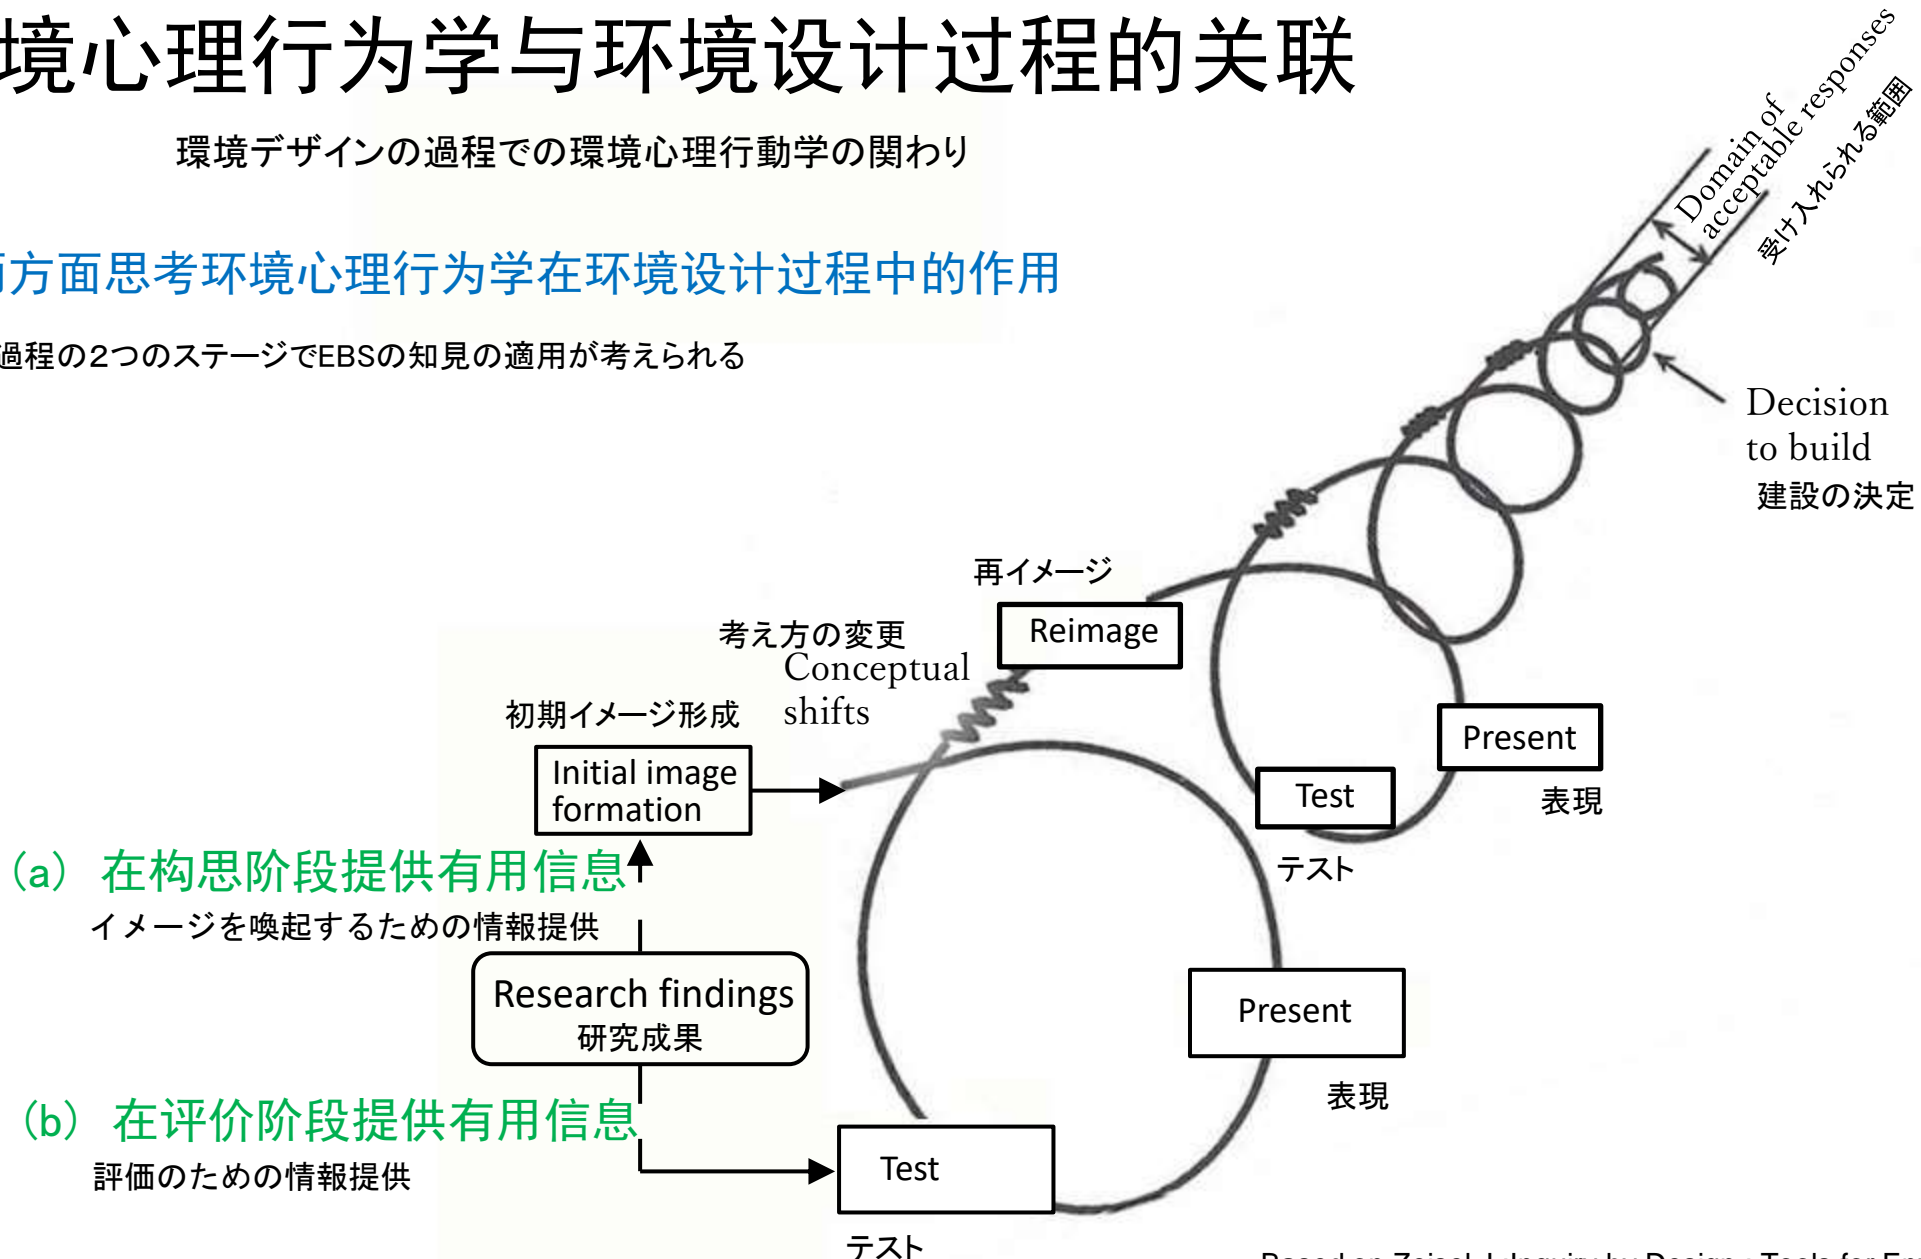 境心理行为学与环境设计过程的关联
環境デザインの過程での環境心理行動学の関わり
方面思考环境心理行为学在环境设计过程中的作用
過程の2つのステージでEBSの知見の適用が考えられる
Domain of
acceptable responses
受け入れられる範囲
Decision
to build
建設の決定
再イメージ
Reimage
考え方の変更
Conceptual
shifts
初期イメージ形成
Initial image
formation
Present
表現
Test
テスト
(a) 在构思阶段提供有用信息
イメージを喚起するための情報提供
Research findings
研究成果
Present
表現
(b) 在评价阶段提供有用信息
評価のための情報提供
Test
テスト
Based on Zeisel, J. Inquiry by Design : Tools for